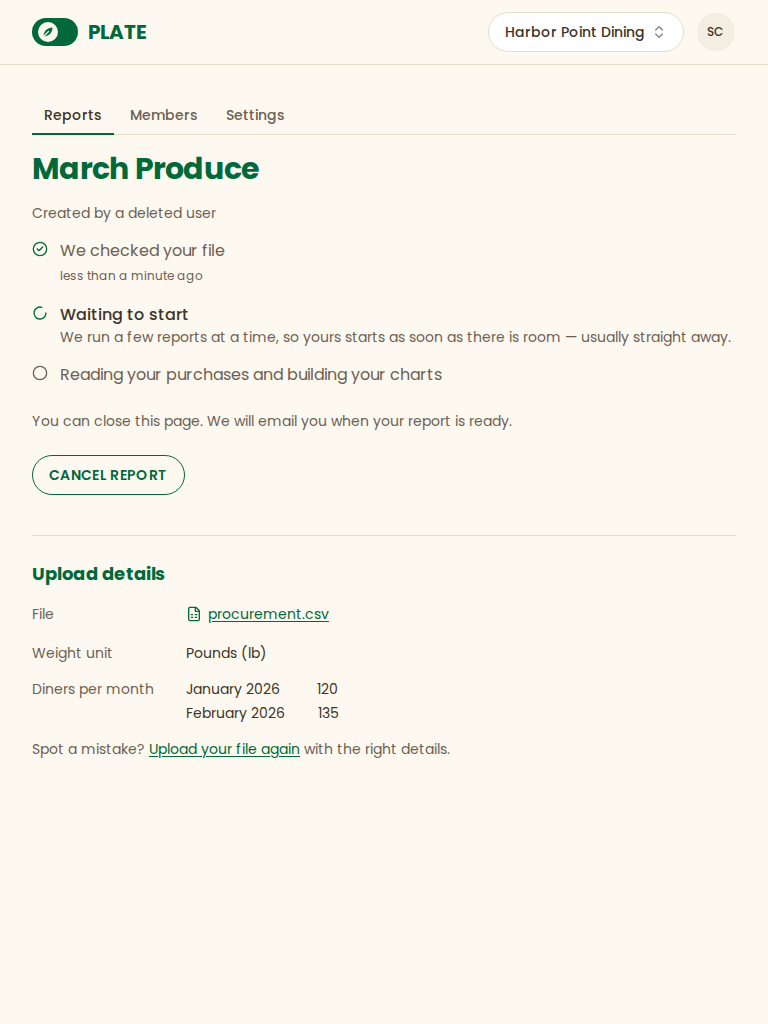 PLATE
Harbor Point Dining
SC
Reports
Members
Settings
March Produce
Created by a deleted user
We checked your file
less than a minute ago
Waiting to start
We run a few reports at a time, so yours starts as soon as there is room — usually straight away.
Reading your purchases and building your charts
You can close this page. We will email you when your report is ready.
CANCEL REPORT
Upload details
File
procurement.csv
Weight unit
Pounds (lb)
Diners per month
January 2026 120
February 2026 135
Spot a mistake? Upload your file again with the right details.